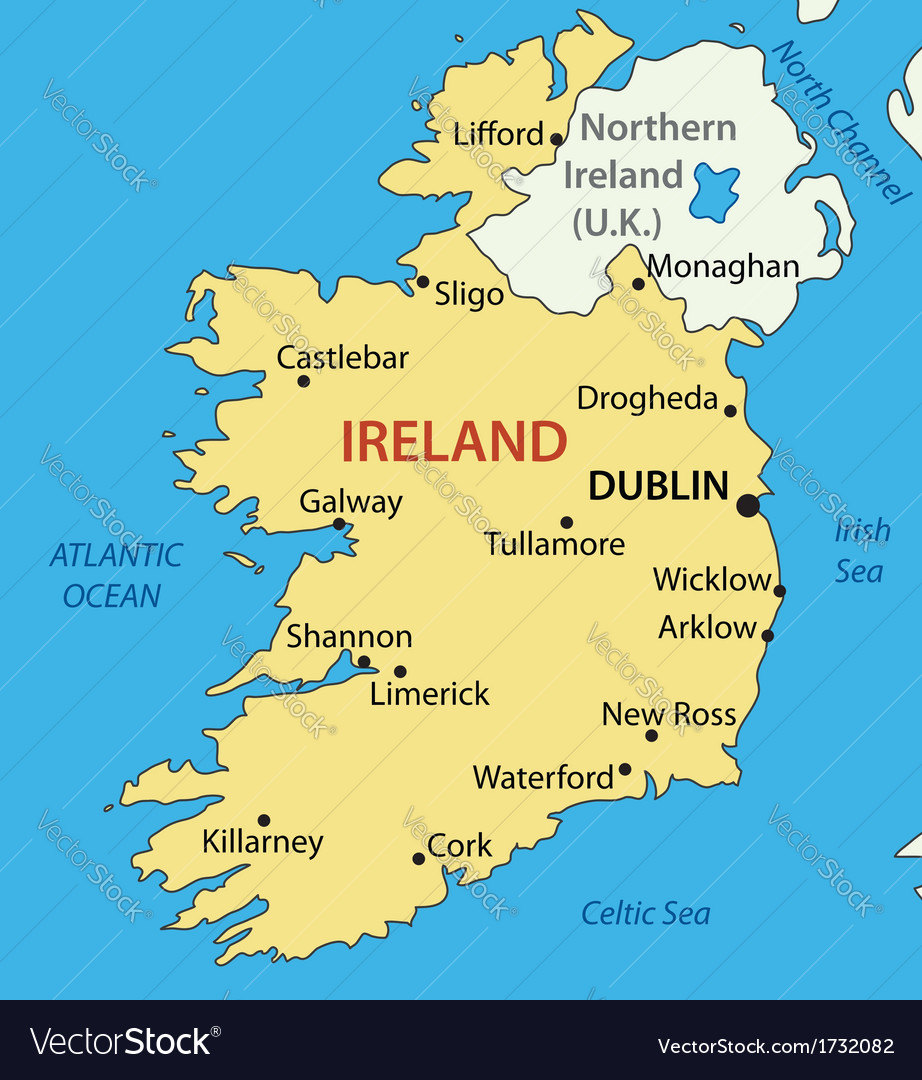 North Channel
Lifford
Northern
Ireland
(U.K.)
Monaghan
Sligo
Castlebar
Drogheda
IRELAND
DUBLIN
Galway
Tullamore
ATLANTIC
OCEAN
Irish
Sea
Wicklow
Arklow
Shannon
Limerick
New Ross
Waterford
Killarney
Cork
Celtic Sea
VectorStock®
VectorStock.com/1732082